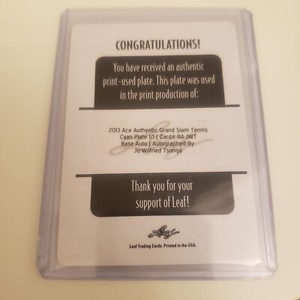 CONGRATULATIONS!
You have received an authentic
print-used plate. This plate was used
in the print production of:
2013 Ace Authentic Grand Slam Tennis
Cyan Plate 1/1 | Card# BA-JWT
Base Auto | Autographed By
Jo Wilfried Tsonga
Thank you for your
support of Leaf!
Leaf
Leaf Trading Cards. Printed in the USA.